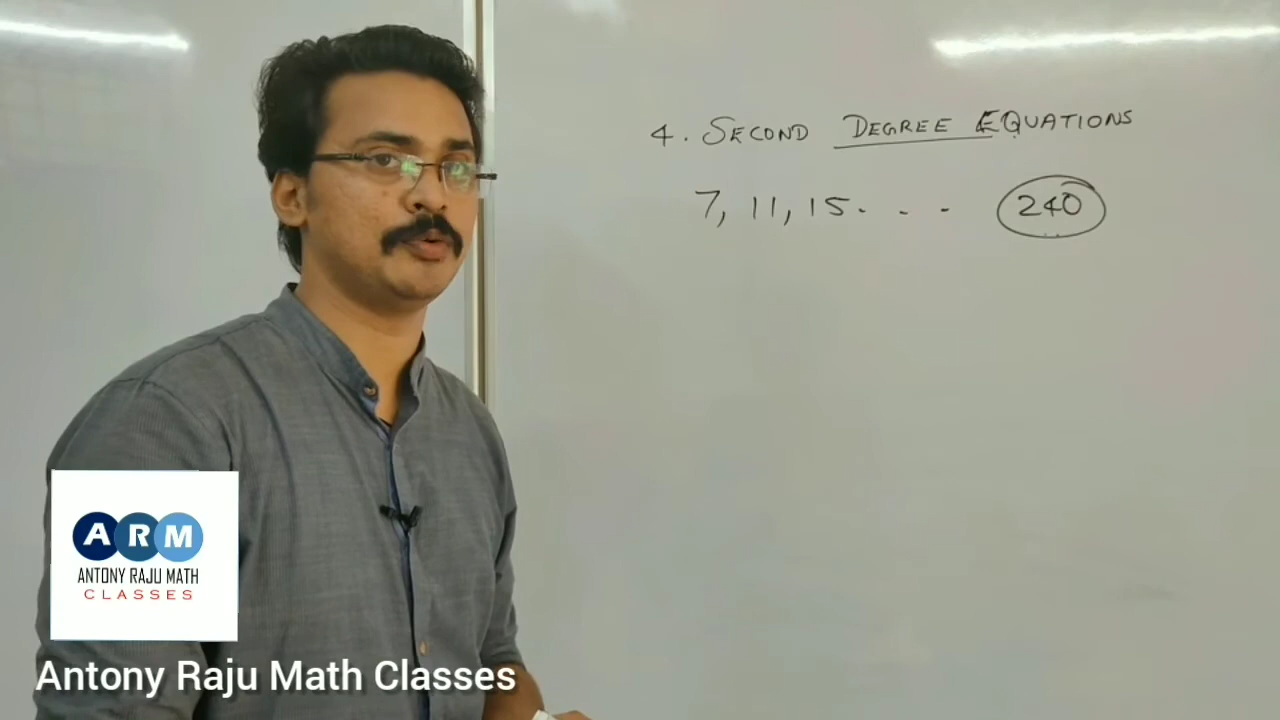 4. SECOND DEGREE EQUATIONS
7, 11, 15. . . 240
ARM
ANTONY RAJU MATH
CLASSES
Antony Raju Math Classes